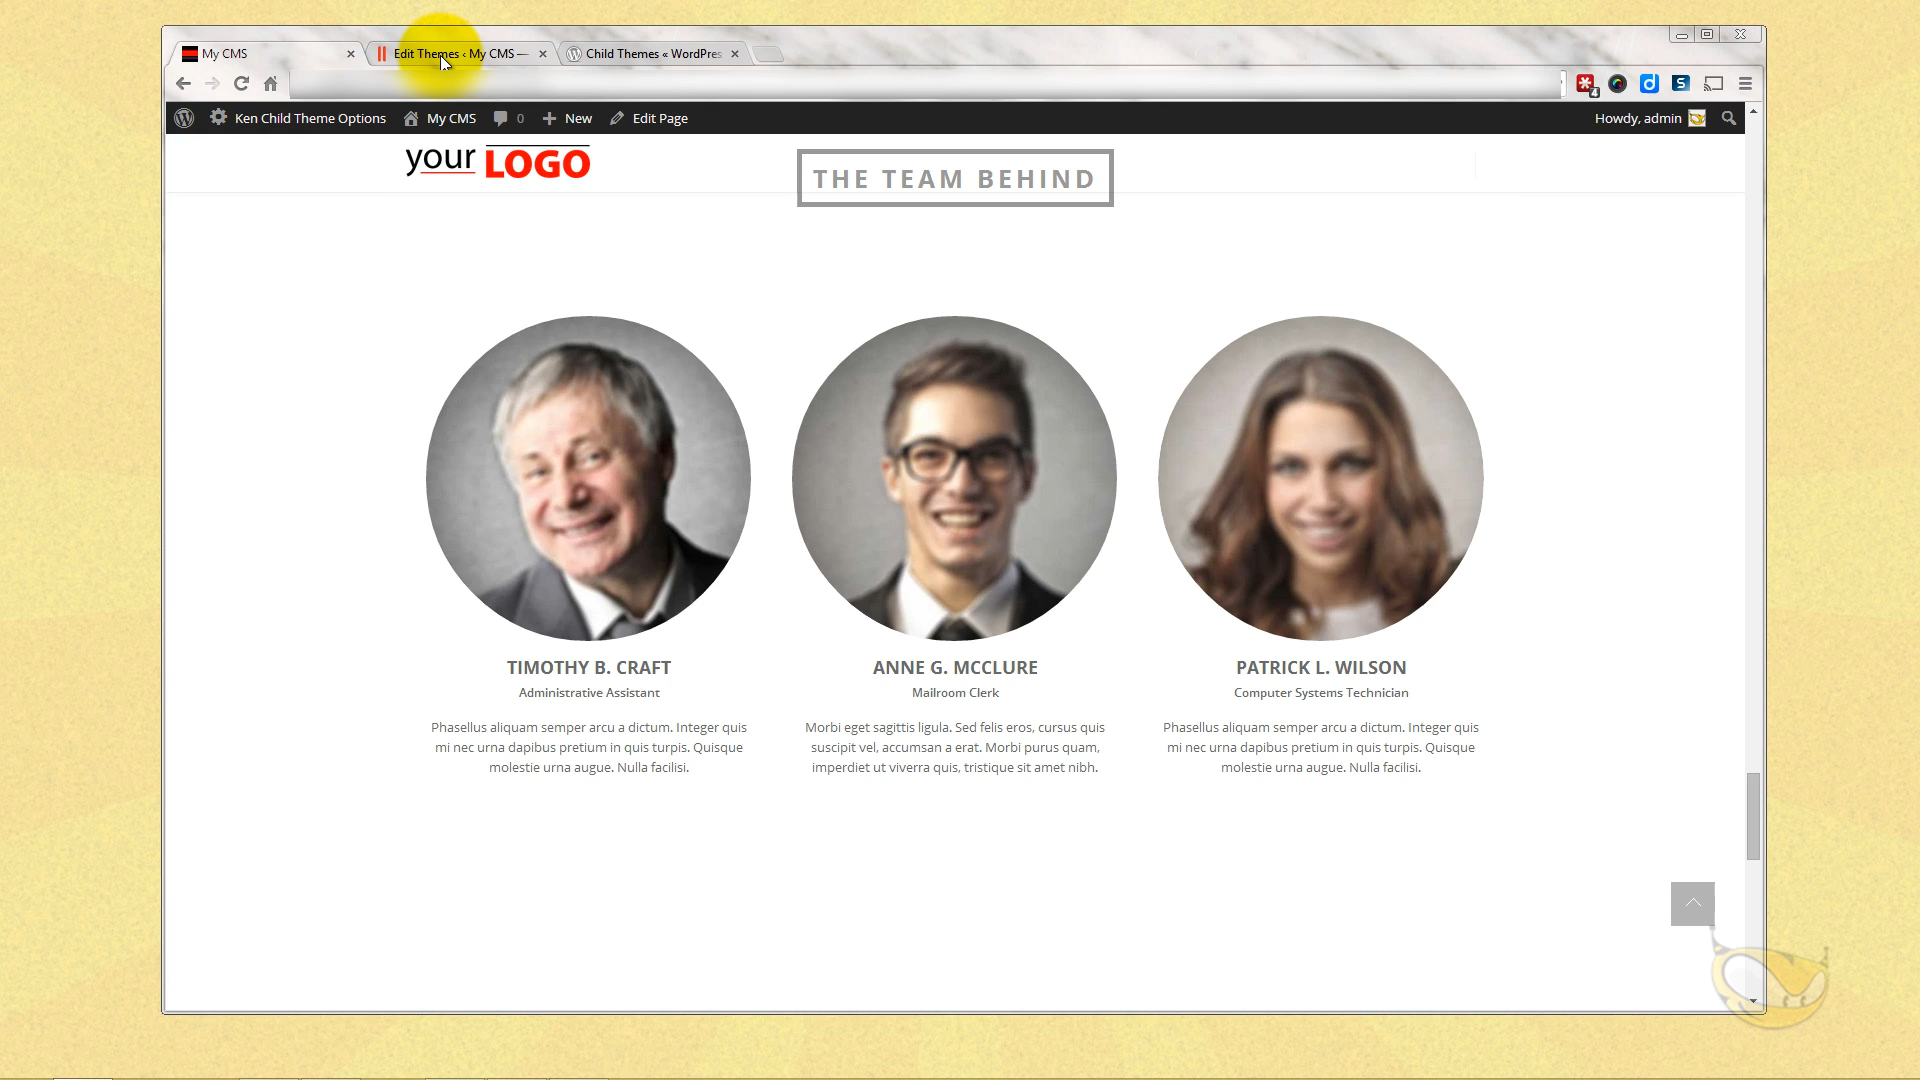 My CMS
Edit Themes ‹ My CMS —
Child Themes « WordPres
4
Ken Child Theme Options
My CMS
0
New
Edit Page
Howdy, admin
your LOGO
THE TEAM BEHIND
TIMOTHY B. CRAFT
Administrative Assistant
Phasellus aliquam semper arcu a dictum. Integer quis
mi nec urna dapibus pretium in quis turpis. Quisque
molestie urna augue. Nulla facilisi.
ANNE G. MCCLURE
Mailroom Clerk
Morbi eget sagittis ligula. Sed felis eros, cursus quis
suscipit vel, accumsan a erat. Morbi purus quam,
imperdiet ut viverra quis, tristique sit amet nibh.
PATRICK L. WILSON
Computer Systems Technician
Phasellus aliquam semper arcu a dictum. Integer quis
mi nec urna dapibus pretium in quis turpis. Quisque
molestie urna augue. Nulla facilisi.